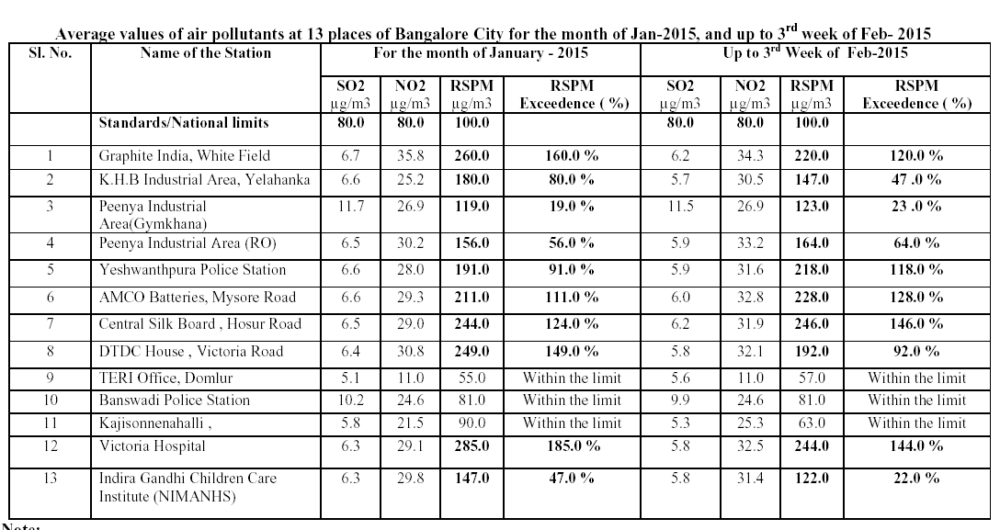 Average values of air pollutants at 13 places of Bangalore City for the month of Jan-2015, and up to 3rd week of Feb- 2015
Sl. No. Name of the Station For the month of January - 2015 Up to 3rd Week of Feb-2015
SO2 NO2 RSPM RSPM SO2 NO2 RSPM RSPM
µg/m3 µg/m3 µg/m3 Exceedence ( %) µg/m3 µg/m3 µg/m3 Exceedence ( %)
Standards/National limits 80.0 80.0 100.0 80.0 80.0 100.0
1 Graphite India, White Field 6.7 35.8 260.0 160.0 % 6.2 34.3 220.0 120.0 %
2 K.H.B Industrial Area, Yelahanka 6.6 25.2 180.0 80.0 % 5.7 30.5 147.0 47 .0 %
3 Peenya Industrial 11.7 26.9 119.0 19.0 % 11.5 26.9 123.0 23 .0 %
Area(Gymkhana)
4 Peenya Industrial Area (RO) 6.5 30.2 156.0 56.0 % 5.9 33.2 164.0 64.0 %
5 Yeshwanthpura Police Station 6.6 28.0 191.0 91.0 % 5.9 31.6 218.0 118.0 %
6 AMCO Batteries, Mysore Road 6.6 29.3 211.0 111.0 % 6.0 32.8 228.0 128.0 %
7 Central Silk Board , Hosur Road 6.5 29.0 244.0 124.0 % 6.2 31.9 246.0 146.0 %
8 DTDC House , Victoria Road 6.4 30.8 249.0 149.0 % 5.8 32.1 192.0 92.0 %
9 TERI Office, Domlur 5.1 11.0 55.0 Within the limit 5.6 11.0 57.0 Within the limit
10 Banswadi Police Station 10.2 24.6 81.0 Within the limit 9.9 24.6 81.0 Within the limit
11 Kajisonnenahalli , 5.8 21.5 90.0 Within the limit 5.3 25.3 63.0 Within the limit
12 Victoria Hospital 6.3 29.1 285.0 185.0 % 5.8 32.5 244.0 144.0 %
13 Indira Gandhi Children Care 6.3 29.8 147.0 47.0 % 5.8 31.4 122.0 22.0 %
Institute (NIMANHS)
Note: